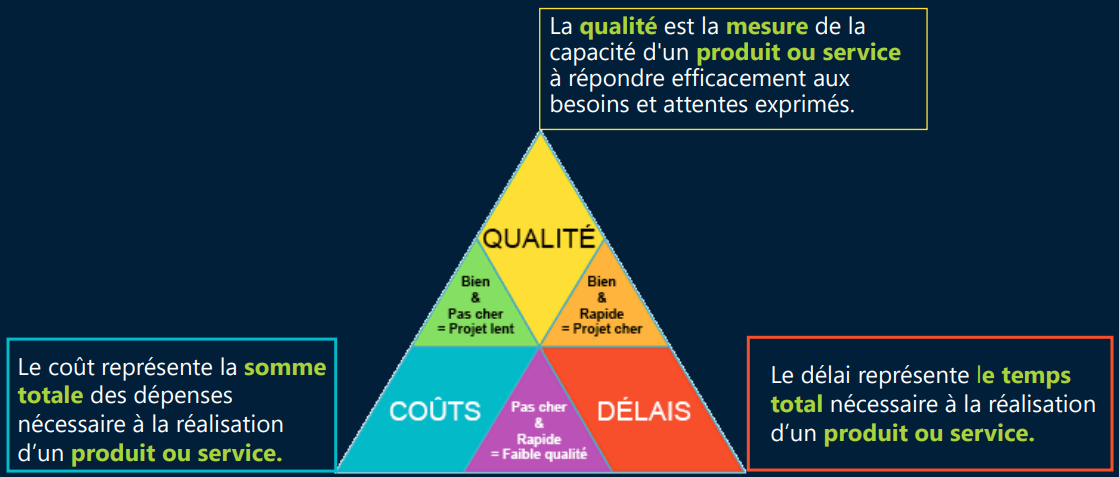 La qualité est la mesure de la
capacité d'un produit ou service
à répondre efficacement aux
besoins et attentes exprimés.
QUALITÉ
Bien
&
Pas cher
= Projet lent
Bien
&
Rapide
= Projet cher
Le coût représente la somme
totale des dépenses
nécessaire à la réalisation
d’un produit ou service.
COÛTS
Pas cher
&
Rapide
= Faible qualité
DÉLAIS
Le délai représente le temps
total nécessaire à la réalisation
d’un produit ou service.